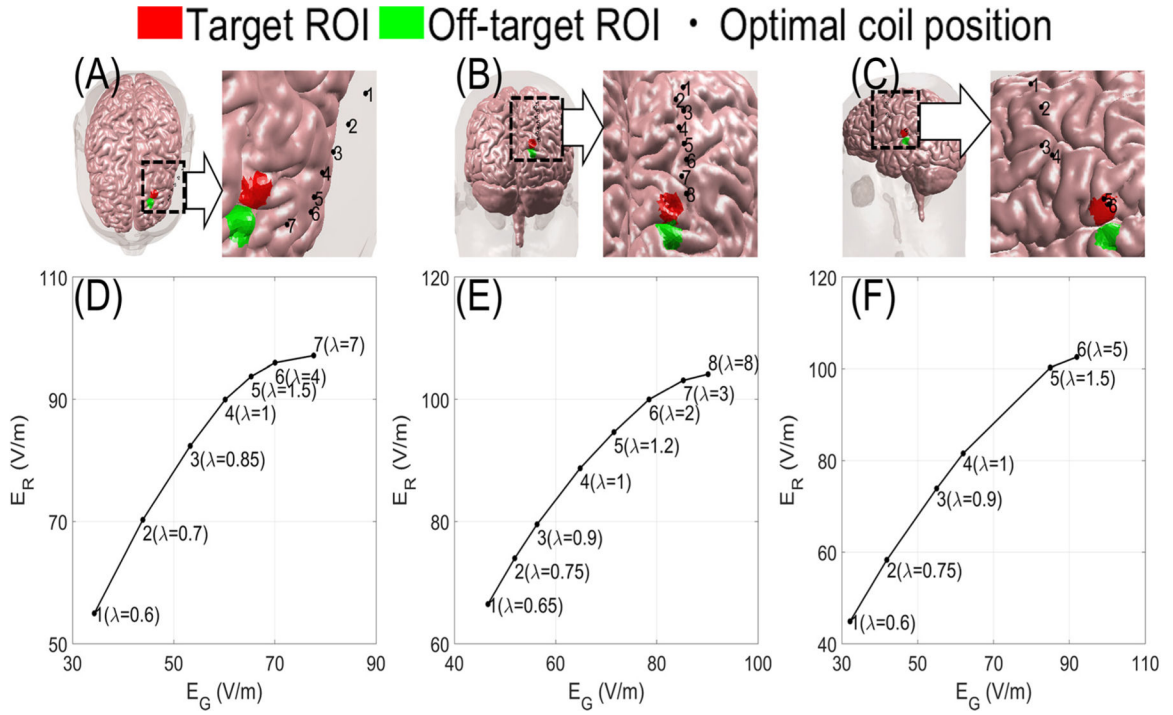 Target ROI Off-target ROI • Optimal coil position
(A)
1
2
3
4
5
6
7
(B)
1
2
3
4
5
6
7
8
(C)
1
2
3
4
5
6
(D)
110
90
70
50
30 50 70 90
E_R (V/m)
E_G (V/m)
7(λ=7)
6(λ=4)
5(λ=1.5)
4(λ=1)
3(λ=0.85)
2(λ=0.7)
1(λ=0.6)
(E)
120
100
80
60
40 60 80 100
E_R (V/m)
E_G (V/m)
8(λ=8)
7(λ=3)
6(λ=2)
5(λ=1.2)
4(λ=1)
3(λ=0.9)
2(λ=0.75)
1(λ=0.65)
(F)
120
100
80
60
40
30 50 70 90 110
E_R (V/m)
E_G (V/m)
6(λ=5)
5(λ=1.5)
4(λ=1)
3(λ=0.9)
2(λ=0.75)
1(λ=0.6)